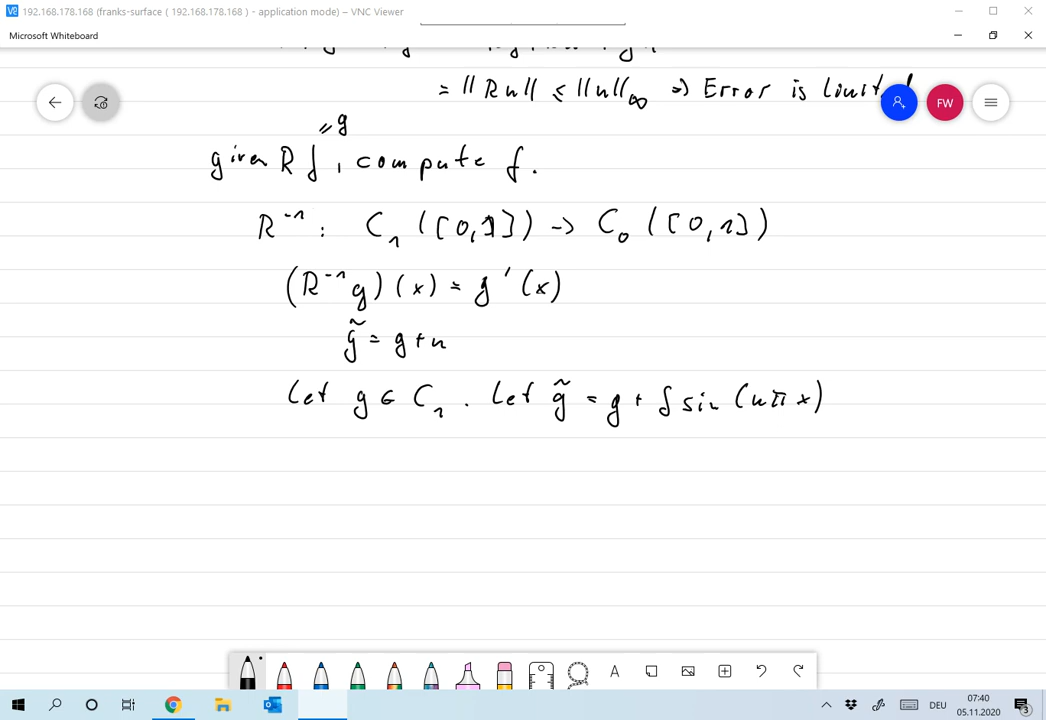 192.168.178.168 (franks-surface ( 192.168.178.168 ) - application mode) – VNC Viewer
Microsoft Whiteboard
= ||Rn|| ≤ ||n||∞ ⇒ Error is
FW
= g
given Rf, compute f.
R⁻¹ : C₁([0,1]) → C₀([0,1])
(R⁻¹g)(x) = g'(x)
g̃ = g + n
Let g ∈ C₁. Let g̃ = g + δ sin(nπx)
A
07:40
DEU
05.11.2020
3